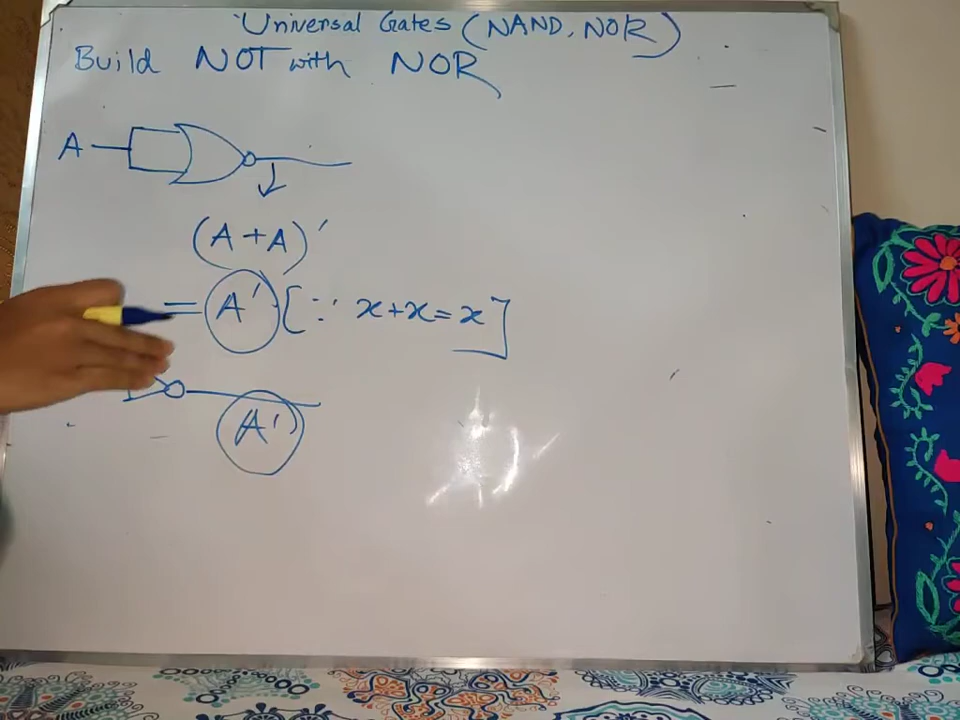 Universal Gates (NAND, NOR)
Build NOT with NOR
A
(A + A)'
= A' [∵ x+x=x]
A'